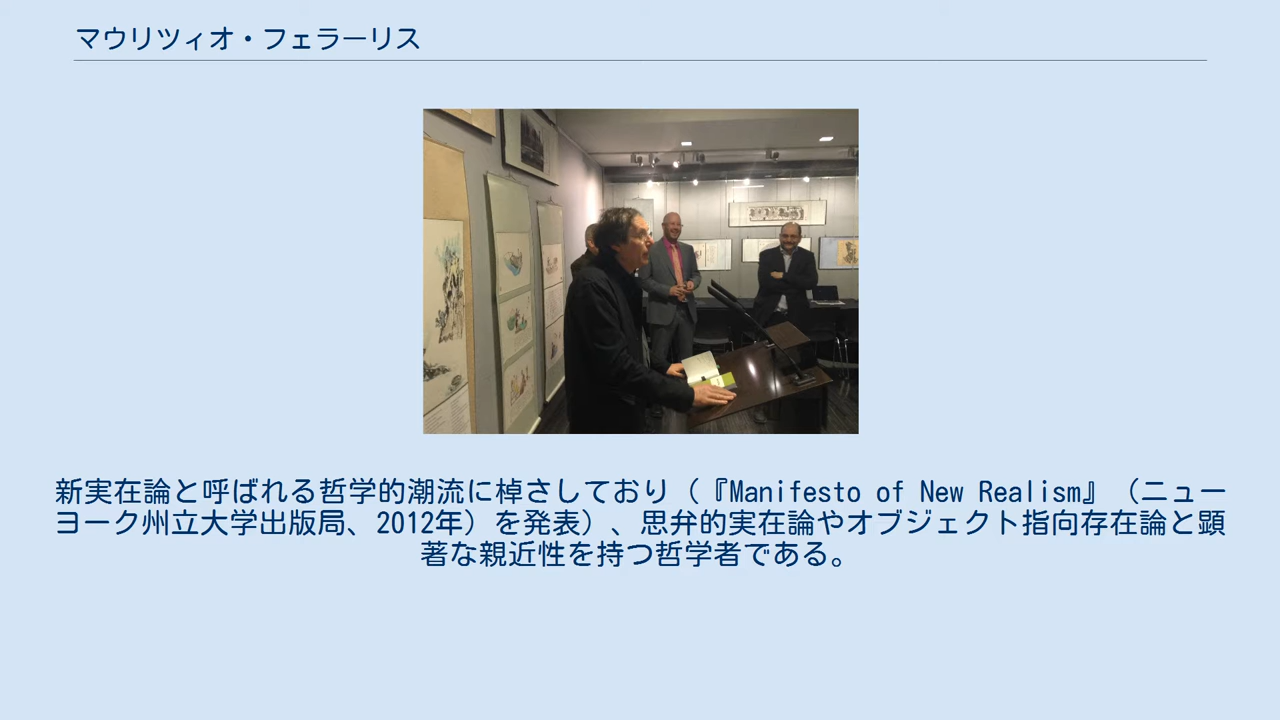 マウリツィオ・フェラーリス
新実在論と呼ばれる哲学的潮流に棹さしており（『Manifesto of New Realism』（ニュー
ヨーク州立大学出版局、2012年）を発表）、思弁的実在論やオブジェクト指向存在論と顕
著な親近性を持つ哲学者である。